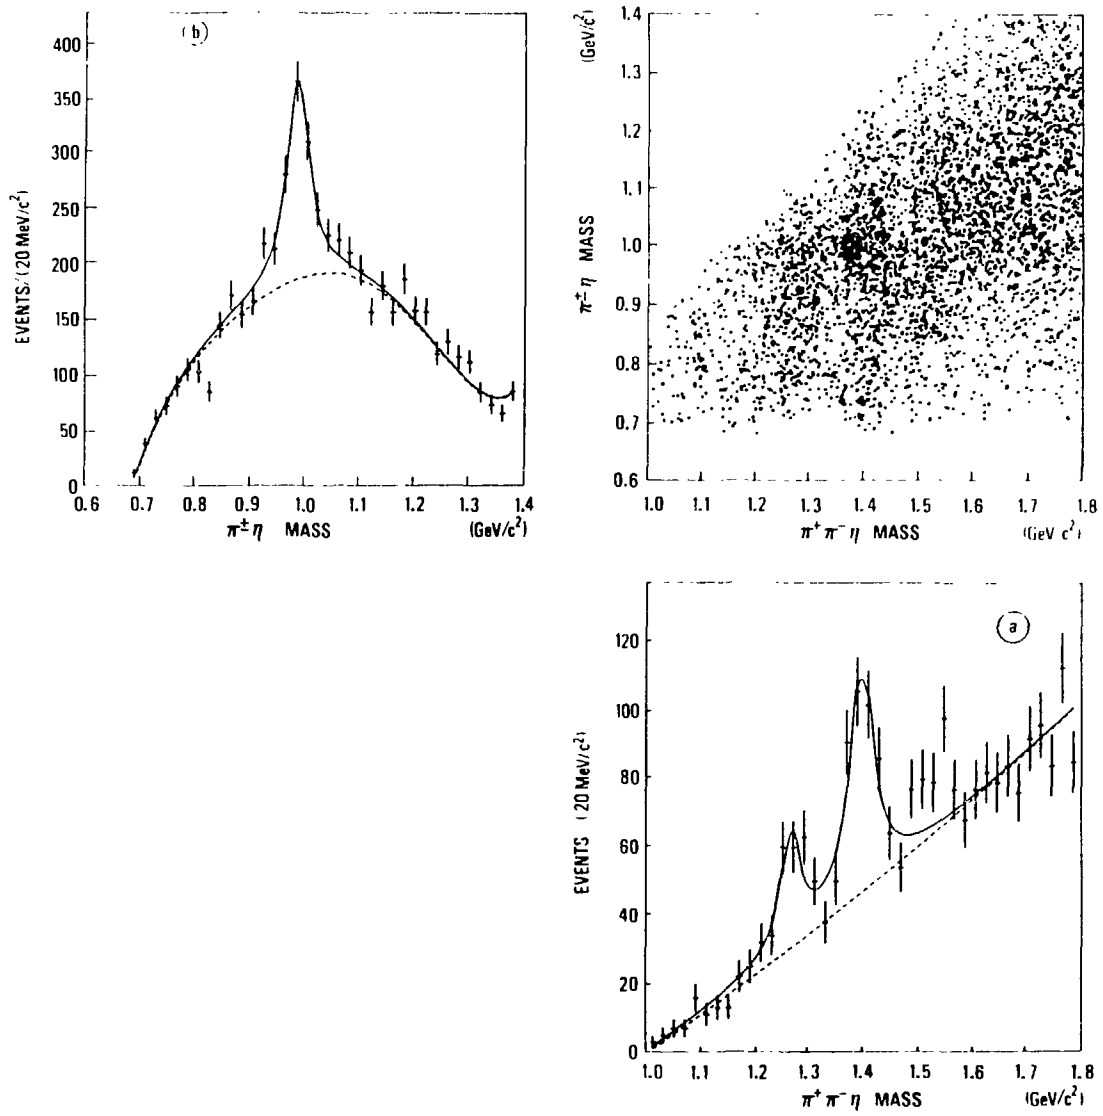 (b)
400
350
300
250
200
150
100
50
0
EVENTS/(20 MeV/c²)
0.6 0.7 0.8 0.9 1.0 1.1 1.2 1.3 1.4
π±η MASS (GeV/c²)
(GeV/c²)
1.4
1.3
1.2
1.1
1.0
0.9
0.8
0.7
0.6
π±η MASS
1.0 1.1 1.2 1.3 1.4 1.5 1.6 1.7 1.8
π⁺π⁻η MASS (GeV c²)
a
120
100
80
60
40
20
0
EVENTS (20 MeV/c²)
1.0 1.1 1.2 1.3 1.4 1.5 1.6 1.7 1.8
π⁺π⁻η MASS (GeV/c²)